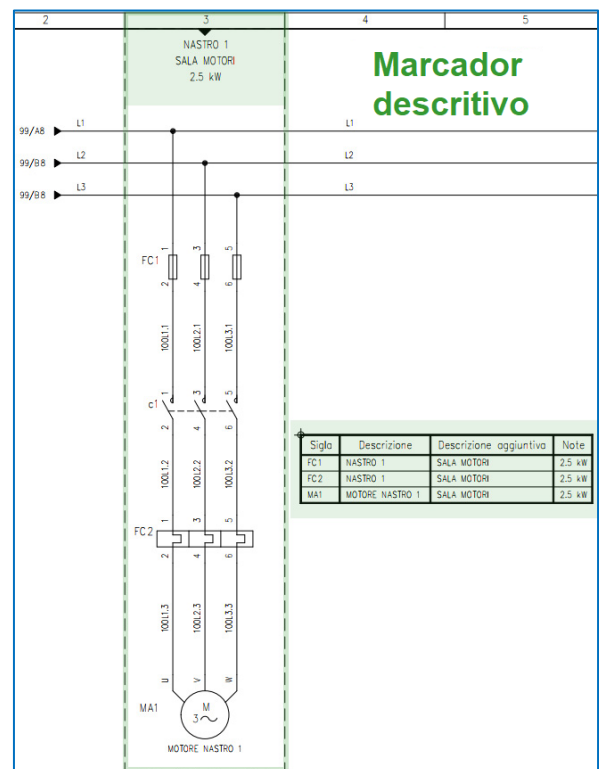 2 3 4 5
NASTRO 1
SALA MOTORI
2.5 kW
Marcador
descritivo
99/A8 L1 L1
99/B8 L2 L2
99/B8 L3 L3
1 3 5
FC1
2 4 6
100L1.1 100L2.1 100L3.1
1 3 5
c1
2 4 6
Sigla Descrizione Descrizione aggiuntiva Note
FC1 NASTRO 1 SALA MOTORI 2.5 kW
FC2 NASTRO 1 SALA MOTORI 2.5 kW
MA1 MOTORE NASTRO 1 SALA MOTORI 2.5 kW
100L1.2 100L2.2 100L3.2
1 3 5
FC2
2 4 6
100L1.3 100L2.3 100L3.3
U V W
MA1
M
3
MOTORE NASTRO 1